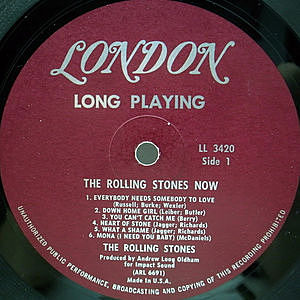 LONDON
LONG PLAYING
LL 3420
Side 1
THE ROLLING STONES NOW
1. EVERYBODY NEEDS SOMEBODY TO LOVE
(Russell; Burke; Wexler)
2. DOWN HOME GIRL (Leiber; Butler)
3. YOU CAN'T CATCH ME (Berry)
4. HEART OF STONE (Jagger; Richards)
5. WHAT A SHAME (Jagger; Richards)
6. MONA (I NEED YOU BABY) (McDaniels)
THE ROLLING STONES
Produced by Andrew Loog Oldham
for Impact Sound
(ARL 6691)
Made in U.S.A.
UNAUTHORIZED PUBLIC PERFORMANCE, BROADCASTING AND COPYING OF THIS RECORD PROHIBITED